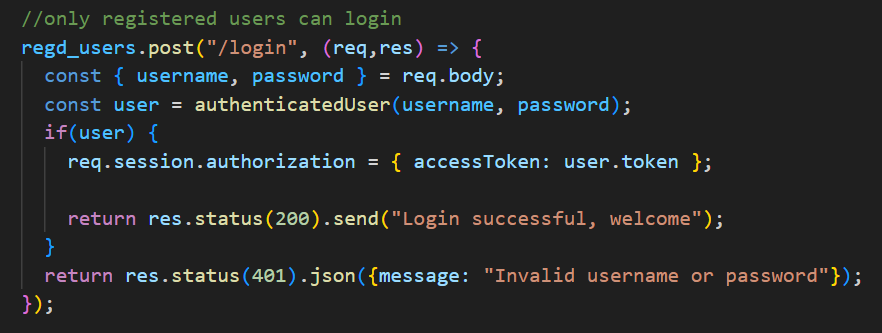 //only registered users can login
regd_users.post("/login", (req,res) => {
  const { username, password } = req.body;
  const user = authenticatedUser(username, password);
  if(user) {
    req.session.authorization = { accessToken: user.token };

    return res.status(200).send("Login successful, welcome");
  }
  return res.status(401).json({message: "Invalid username or password"});
});